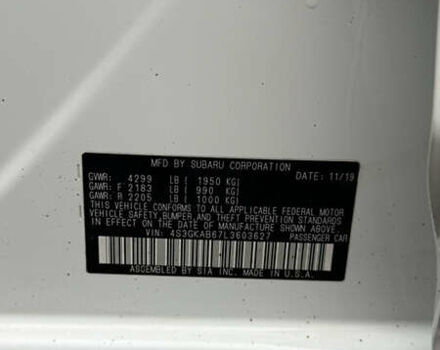 MFD BY SUBARU CORPORATION
DATE: 11/19
GWR: 4299 LB [ 1950 KG]
GAWR: F 2183 LB [ 990 KG]
GAWR: R 2205 LB [ 1000 KG]
THIS VEHICLE CONFORMS TO ALL APPLICABLE FEDERAL MOTOR
VEHICLE SAFETY,BUMPER,AND THEFT PREVENTION STANDARDS
IN EFFECT ON THE DATE OF MANUFACTURE SHOWN ABOVE.
VIN: 4S3GKAB67L3603627 PASSENGER CAR
ASSEMBLED BY SIA INC. MADE IN U.S.A.